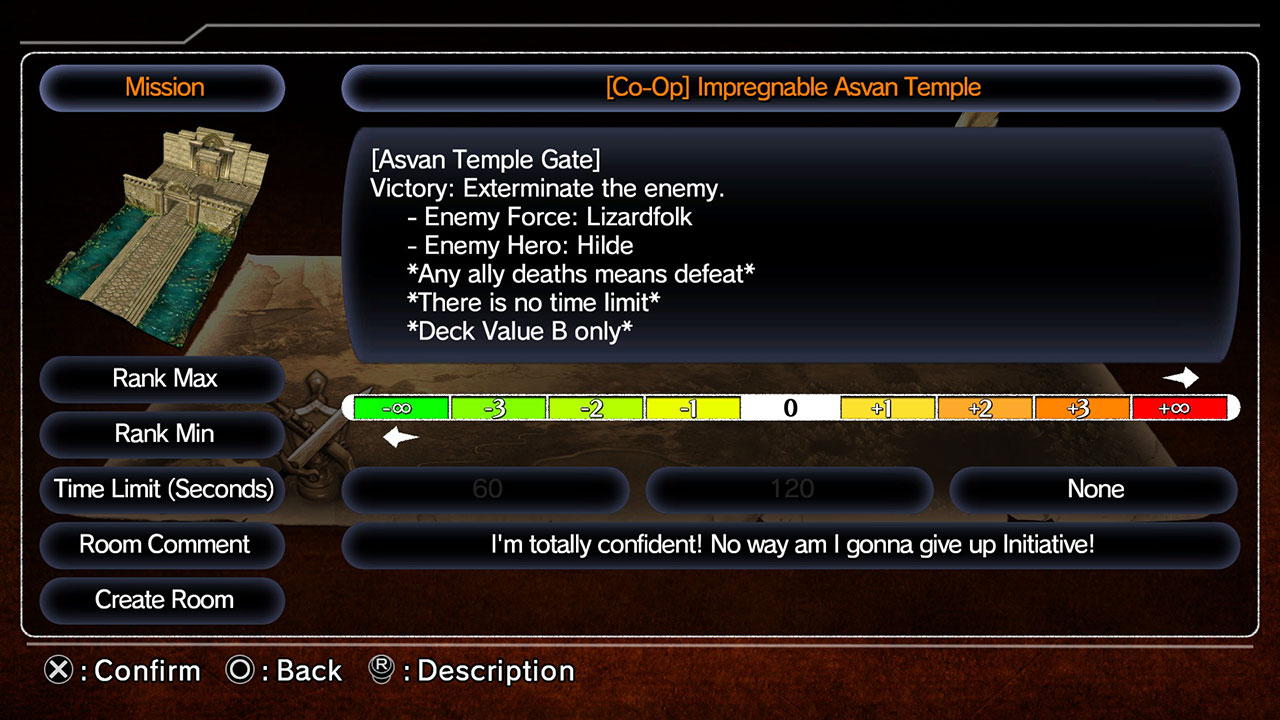 Mission
[Co-Op] Impregnable Asvan Temple
[Asvan Temple Gate]
Victory: Exterminate the enemy.
- Enemy Force: Lizardfolk
- Enemy Hero: Hilde
*Any ally deaths means defeat*
*There is no time limit*
*Deck Value B only*
Rank Max
-∞ -3 -2 -1 0 +1 +2 +3 +∞
Rank Min
Time Limit (Seconds) 60 120 None
Room Comment I'm totally confident! No way am I gonna give up Initiative!
Create Room
X : Confirm O : Back R : Description